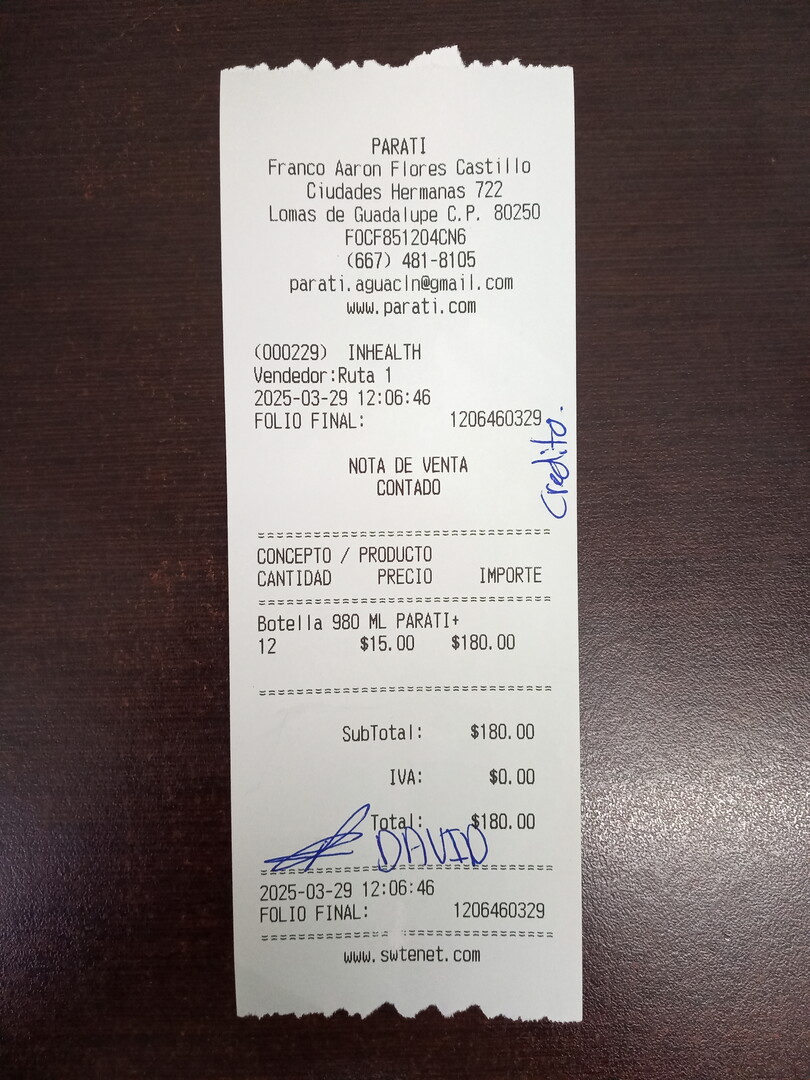 PARATI
Franco Aaron Flores Castillo
Ciudades Hermanas 722
Lomas de Guadalupe C.P. 80250
FOCF851204CN6
(667) 481-8105
parati.aguacln@gmail.com
www.parati.com
(000229) INHEALTH
Vendedor:Ruta 1
2025-03-29 12:06:46
FOLIO FINAL: 1206460329
Credito.
NOTA DE VENTA
CONTADO
CONCEPTO / PRODUCTO
CANTIDAD PRECIO IMPORTE
Botella 980 ML PARATI+
12 $15.00 $180.00
SubTotal: $180.00
IVA: $0.00
Total: $180.00
DAVID
2025-03-29 12:06:46
FOLIO FINAL: 1206460329
www.swtenet.com